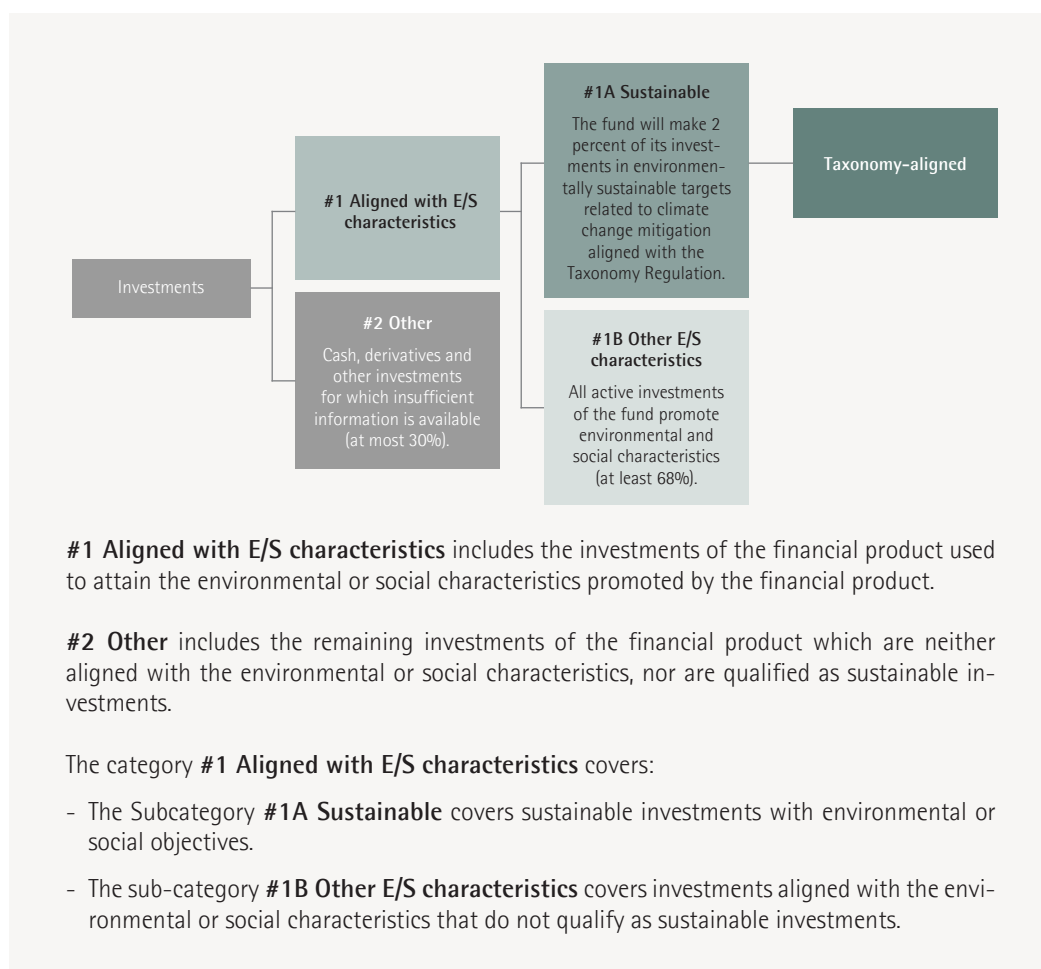 Investments
#1 Aligned with E/S
characteristics
#2 Other
Cash, derivatives and
other investments
for which insufficient
information is available
(at most 30%).
#1A Sustainable
The fund will make 2
percent of its invest-
ments in environmen-
tally sustainable targets
related to climate
change mitigation
aligned with the
Taxonomy Regulation.
#1B Other E/S
characteristics
All active investments
of the fund promote
environmental and
social characteristics
(at least 68%).
Taxonomy-aligned
#1 Aligned with E/S characteristics includes the investments of the financial product used
to attain the environmental or social characteristics promoted by the financial product.
#2 Other includes the remaining investments of the financial product which are neither
aligned with the environmental or social characteristics, nor are qualified as sustainable in-
vestments.
The category #1 Aligned with E/S characteristics covers:
- The Subcategory #1A Sustainable covers sustainable investments with environmental or
social objectives.
- The sub-category #1B Other E/S characteristics covers investments aligned with the envi-
ronmental or social characteristics that do not qualify as sustainable investments.